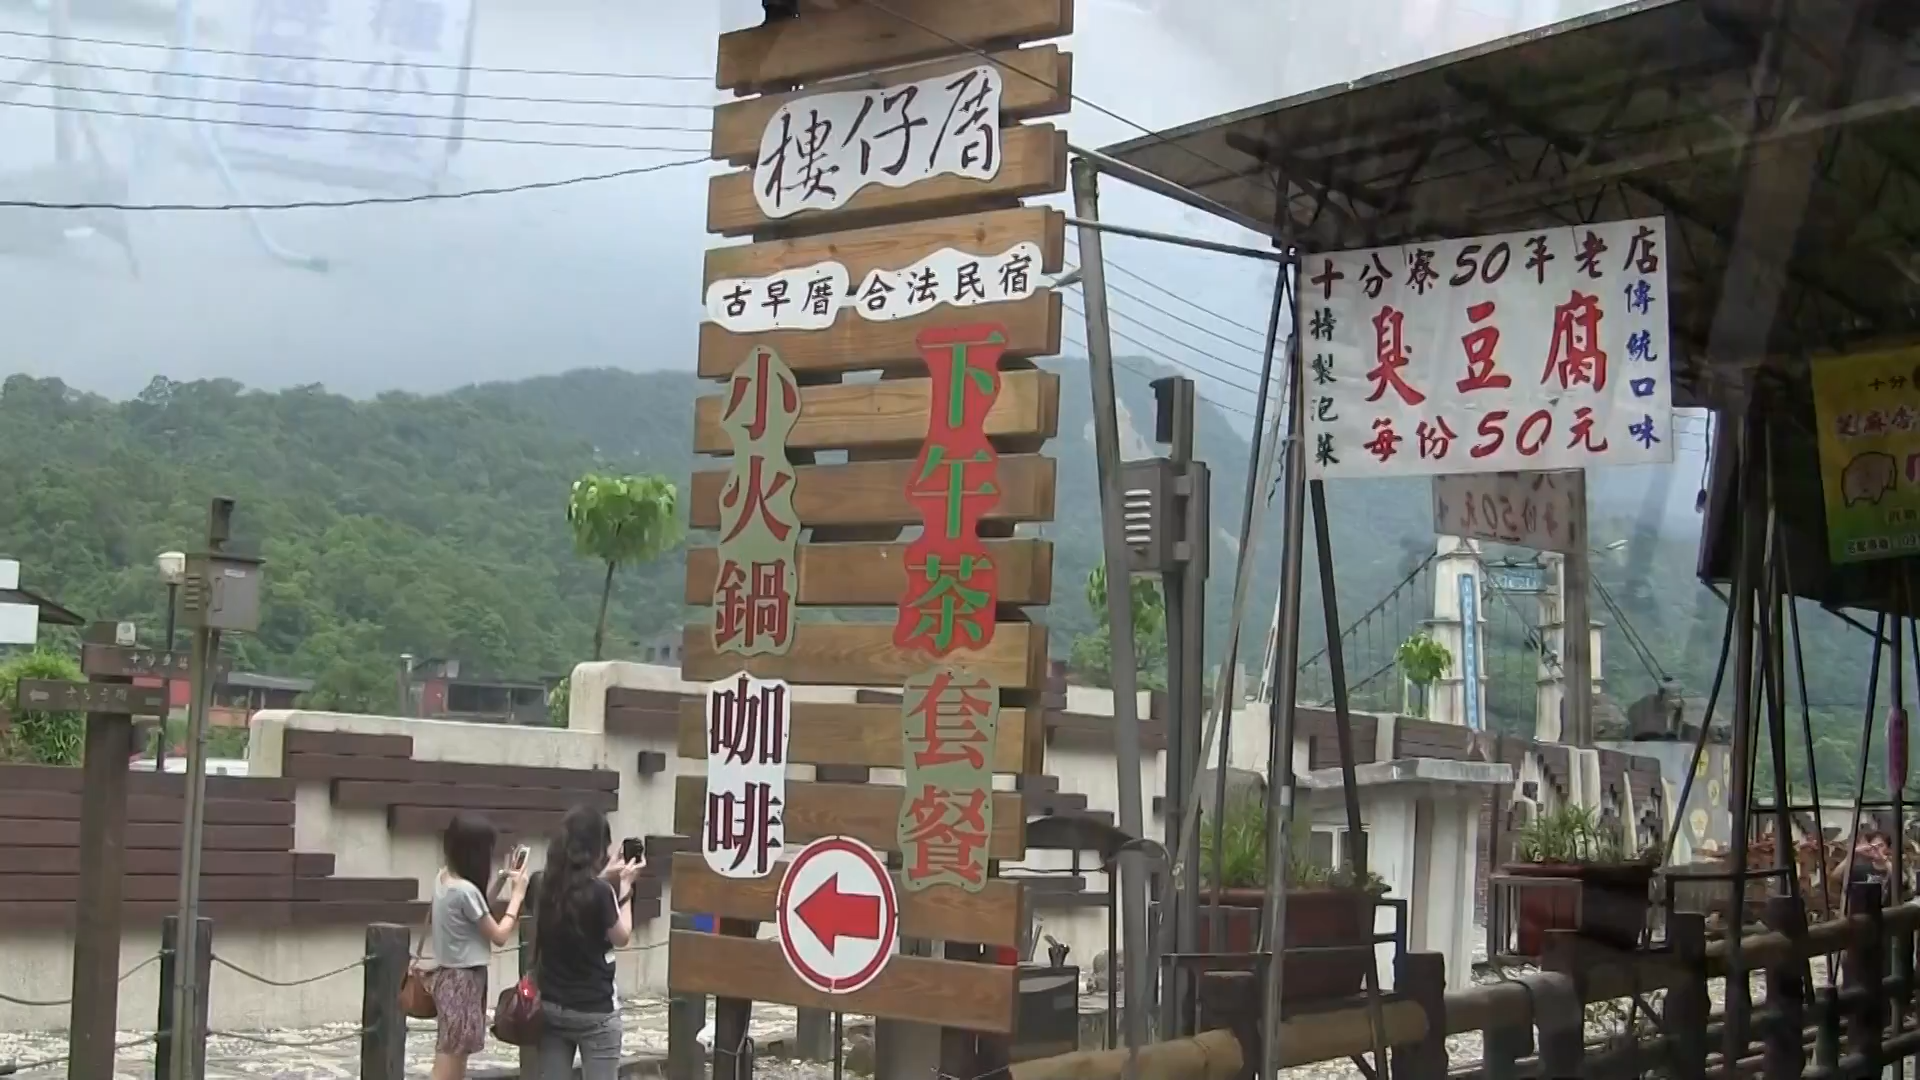 樓仔厝
古早厝 合法民宿
下午茶
套餐
小火鍋
咖啡
十分寮50年老店
臭豆腐
每份50元
特製泡菜
傳統口味
十分